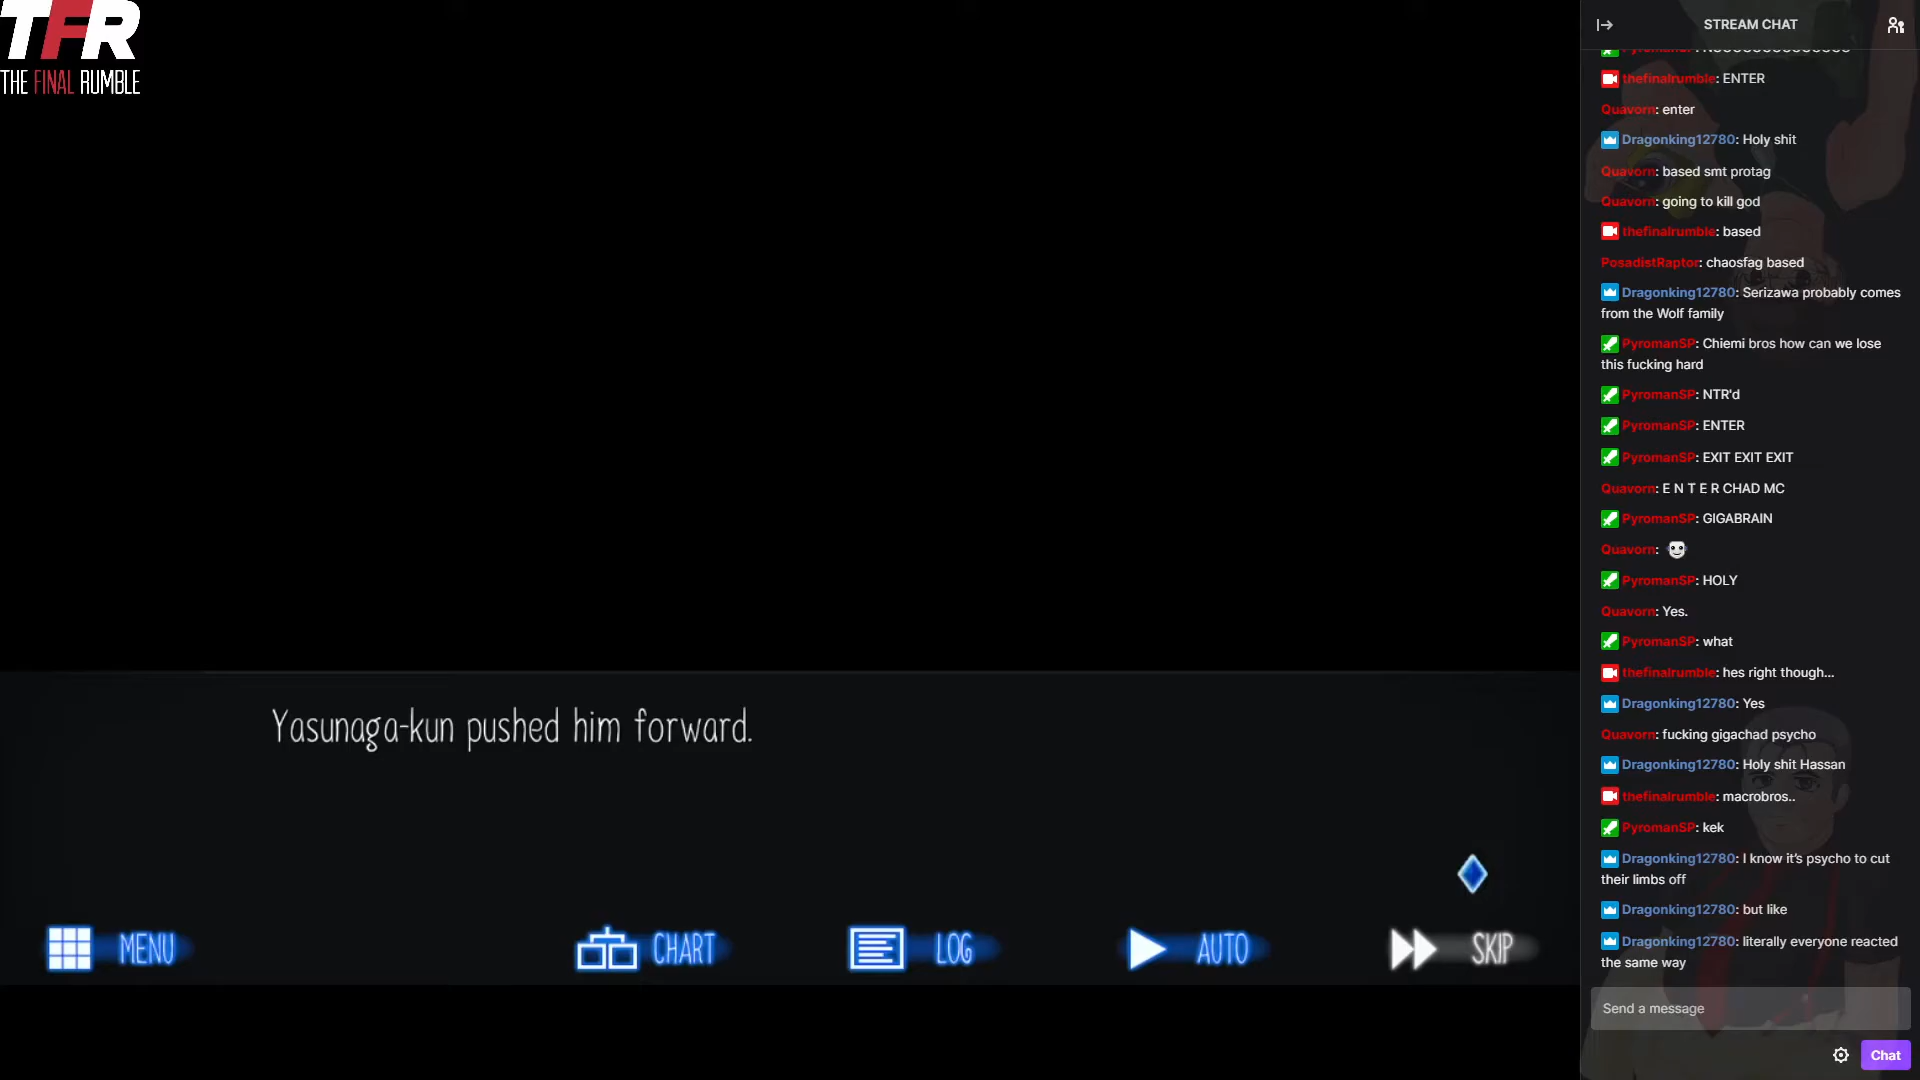 TFR
THE FINAL RUMBLE
Yasunaga-kun pushed him forward.
MENU
CHART
LOG
AUTO
SKIP
STREAM CHAT
thefinalrumble: ENTER
Quavorn: enter
Dragonking12780: Holy shit
Quavorn: based smt protag
Quavorn: going to kill god
thefinalrumble: based
PosadistRaptor: chaosfag based
Dragonking12780: Serizawa probably comes
from the Wolf family
PyromanSP: Chiemi bros how can we lose
this fucking hard
PyromanSP: NTR'd
PyromanSP: ENTER
PyromanSP: EXIT EXIT EXIT
Quavorn: E N T E R CHAD MC
PyromanSP: GIGABRAIN
Quavorn:
PyromanSP: HOLY
Quavorn: Yes.
PyromanSP: what
thefinalrumble: hes right though...
Dragonking12780: Yes
Quavorn: fucking gigachad psycho
Dragonking12780: Holy shit Hassan
thefinalrumble: macrobros..
PyromanSP: kek
Dragonking12780: I know it's psycho to cut
their limbs off
Dragonking12780: but like
Dragonking12780: literally everyone reacted
the same way
Send a message
Chat